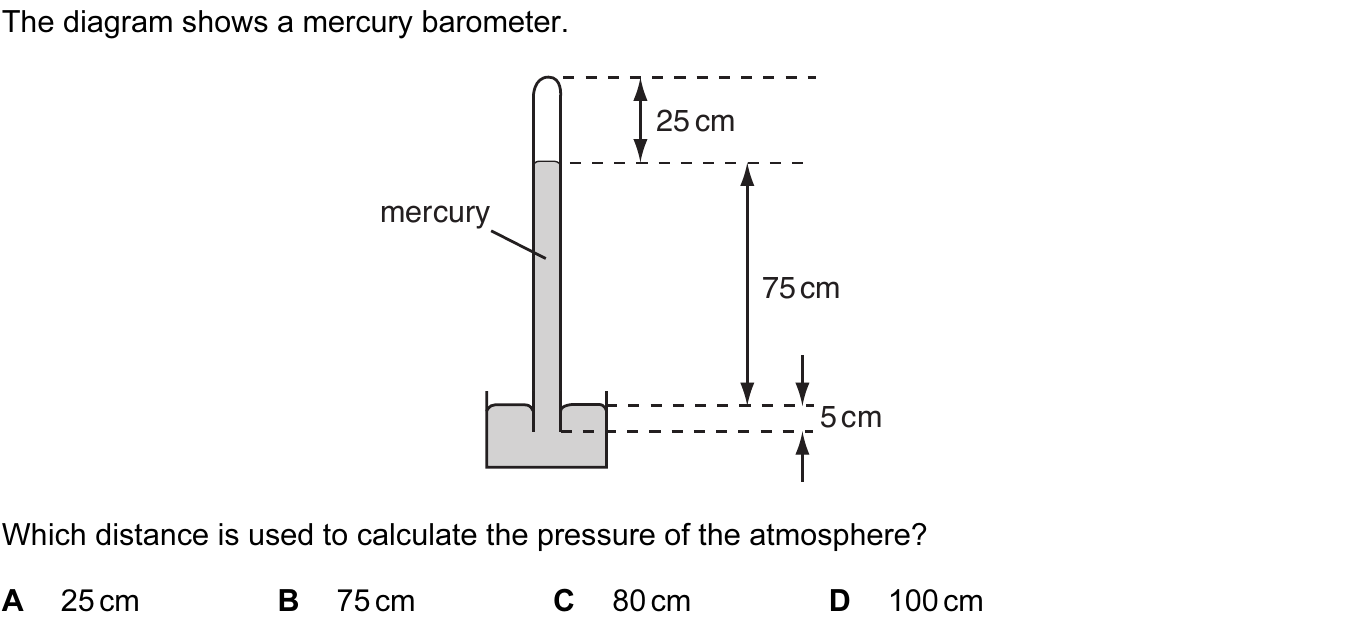 The diagram shows a mercury barometer.
25 cm
mercury
75 cm
5 cm
Which distance is used to calculate the pressure of the atmosphere?
A 25 cm B 75 cm C 80 cm D 100 cm